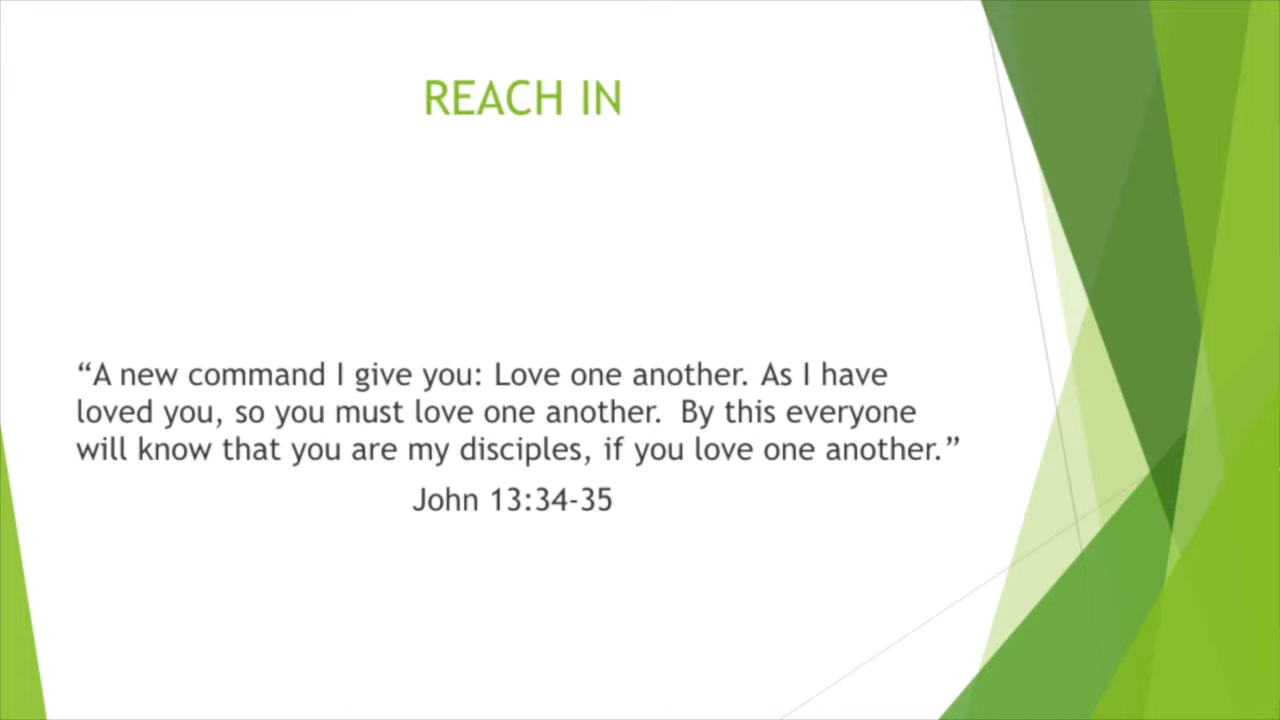 REACH IN
“A new command I give you: Love one another. As I have
loved you, so you must love one another.  By this everyone
will know that you are my disciples, if you love one another.”
John 13:34-35